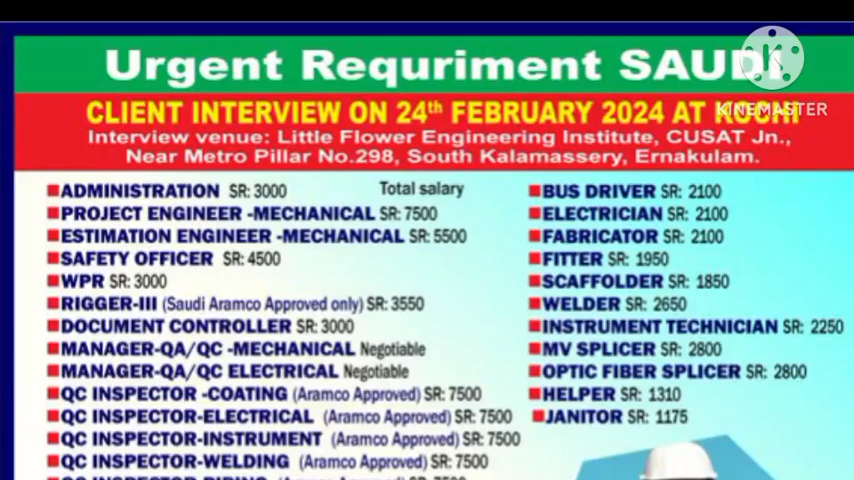 Urgent Requriment SAUDI
KINEMASTER
CLIENT INTERVIEW ON 24th FEBRUARY 2024 AT KOCHI
Interview venue: Little Flower Engineering Institute, CUSAT Jn.,
Near Metro Pillar No.298, South Kalamassery, Ernakulam.
Total salary
ADMINISTRATION SR: 3000
PROJECT ENGINEER -MECHANICAL SR: 7500
ESTIMATION ENGINEER -MECHANICAL SR: 5500
SAFETY OFFICER SR: 4500
WPR SR: 3000
RIGGER-III (Saudi Aramco Approved only) SR: 3550
DOCUMENT CONTROLLER SR: 3000
MANAGER-QA/QC -MECHANICAL Negotiable
MANAGER-QA/QC ELECTRICAL Negotiable
QC INSPECTOR -COATING (Aramco Approved) SR: 7500
QC INSPECTOR-ELECTRICAL (Aramco Approved) SR: 7500
QC INSPECTOR-INSTRUMENT (Aramco Approved) SR: 7500
QC INSPECTOR-WELDING (Aramco Approved) SR: 7500
BUS DRIVER SR: 2100
ELECTRICIAN SR: 2100
FABRICATOR SR: 2100
FITTER SR: 1950
SCAFFOLDER SR: 1850
WELDER SR: 2650
INSTRUMENT TECHNICIAN SR: 2250
MV SPLICER SR: 2800
OPTIC FIBER SPLICER SR: 2800
HELPER SR: 1310
JANITOR SR: 1175